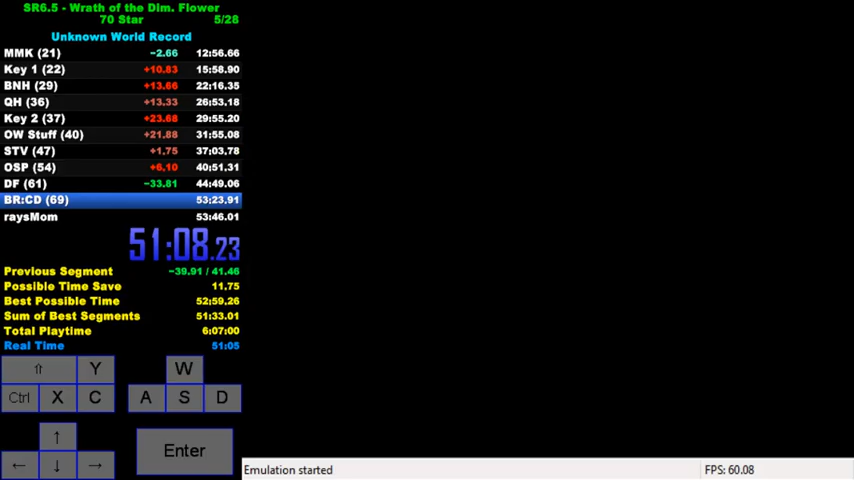 SR6.5 - Wrath of the Dim. Flower
70 Star 5/28
Unknown World Record
MMK (21) −2.66 12:56.66
Key 1 (22) +10.83 15:58.90
BNH (29) +13.66 22:16.35
QH (36) +13.33 26:53.18
Key 2 (37) +23.68 29:55.20
OW Stuff (40) +21.88 31:55.08
STV (47) +1.75 37:03.78
OSP (54) +6.10 40:51.31
DF (61) −33.81 44:49.06
BR:CD (69) 53:23.91
raysMom 53:46.01
51:08.23
Previous Segment −39.91 / 41.46
Possible Time Save 11.75
Best Possible Time 52:59.26
Sum of Best Segments 51:33.01
Total Playtime 6:07:00
Real Time 51:05
⇧ Y W
Ctrl X C A S D
↑
← ↓ → Enter
Emulation started FPS: 60.08